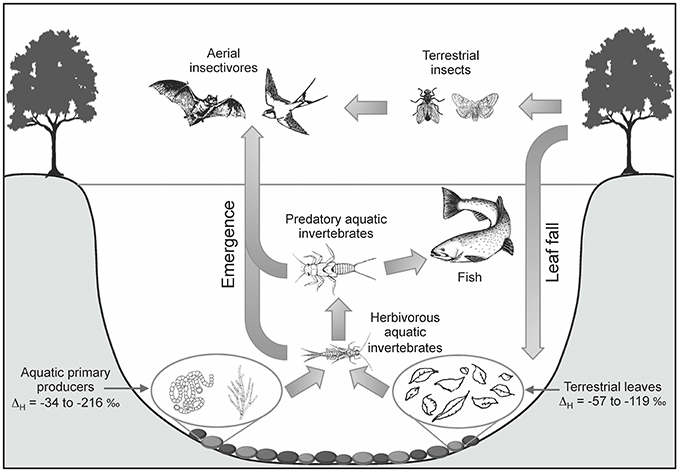 Aerial
insectivores
Terrestrial
insects
Emergence
Predatory aquatic
invertebrates
Fish
Leaf fall
Herbivorous
aquatic
invertebrates
Aquatic primary
producers
ΔH = -34 to -216 ‰
Terrestrial leaves
ΔH = -57 to -119 ‰